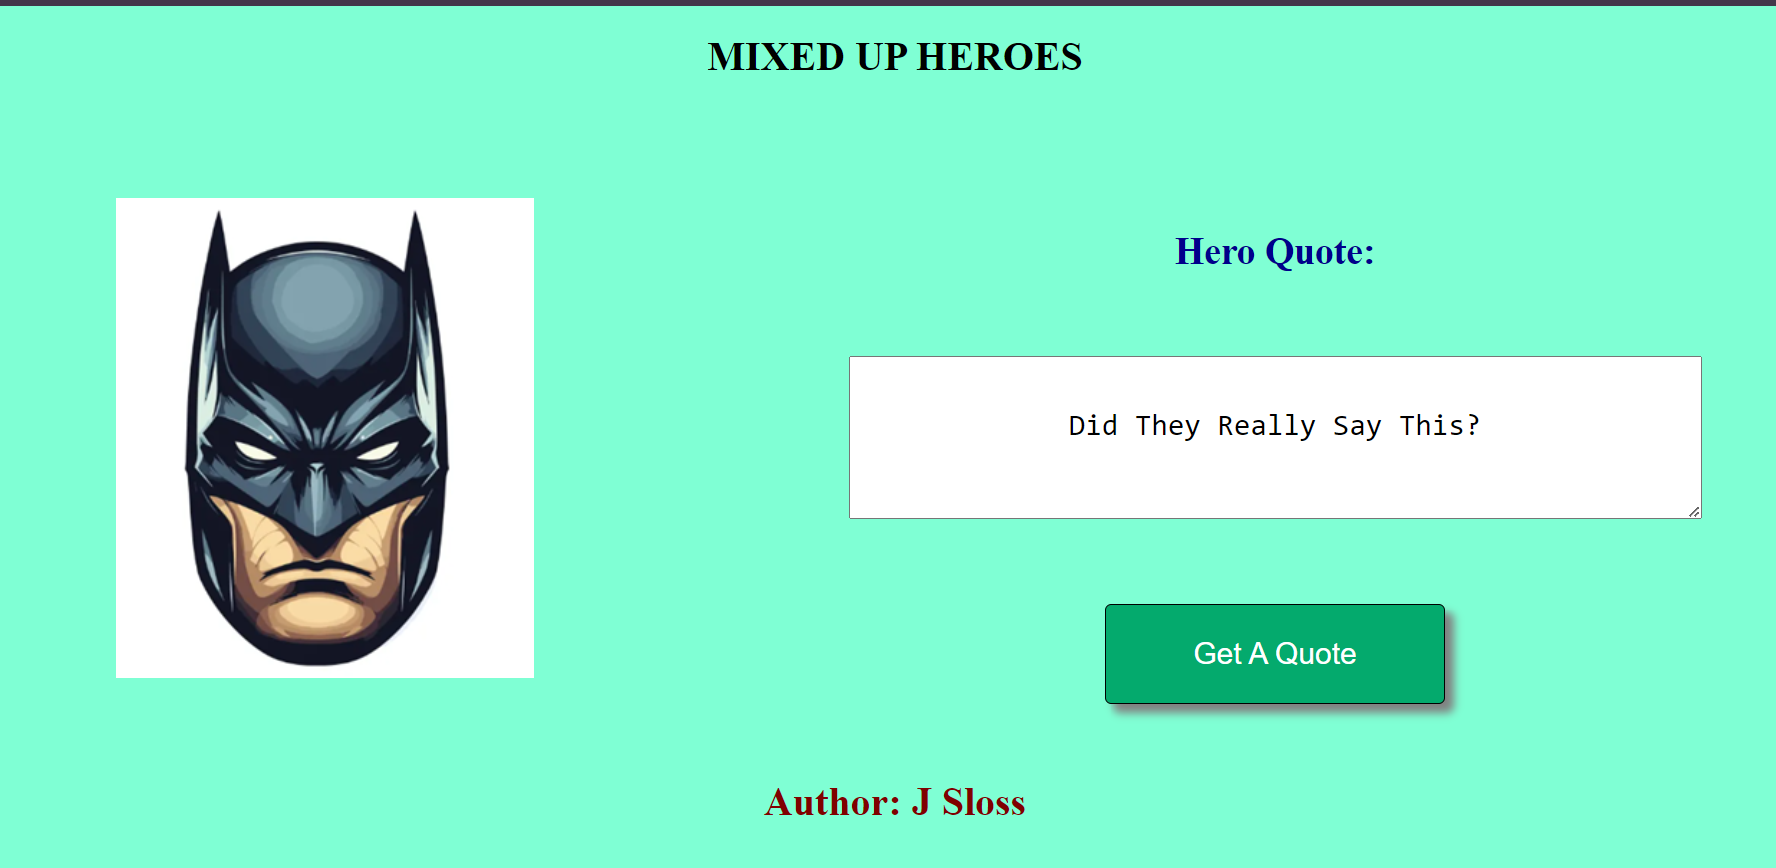 MIXED UP HEROES
Hero Quote:
Did They Really Say This?
Get A Quote
Author: J Sloss